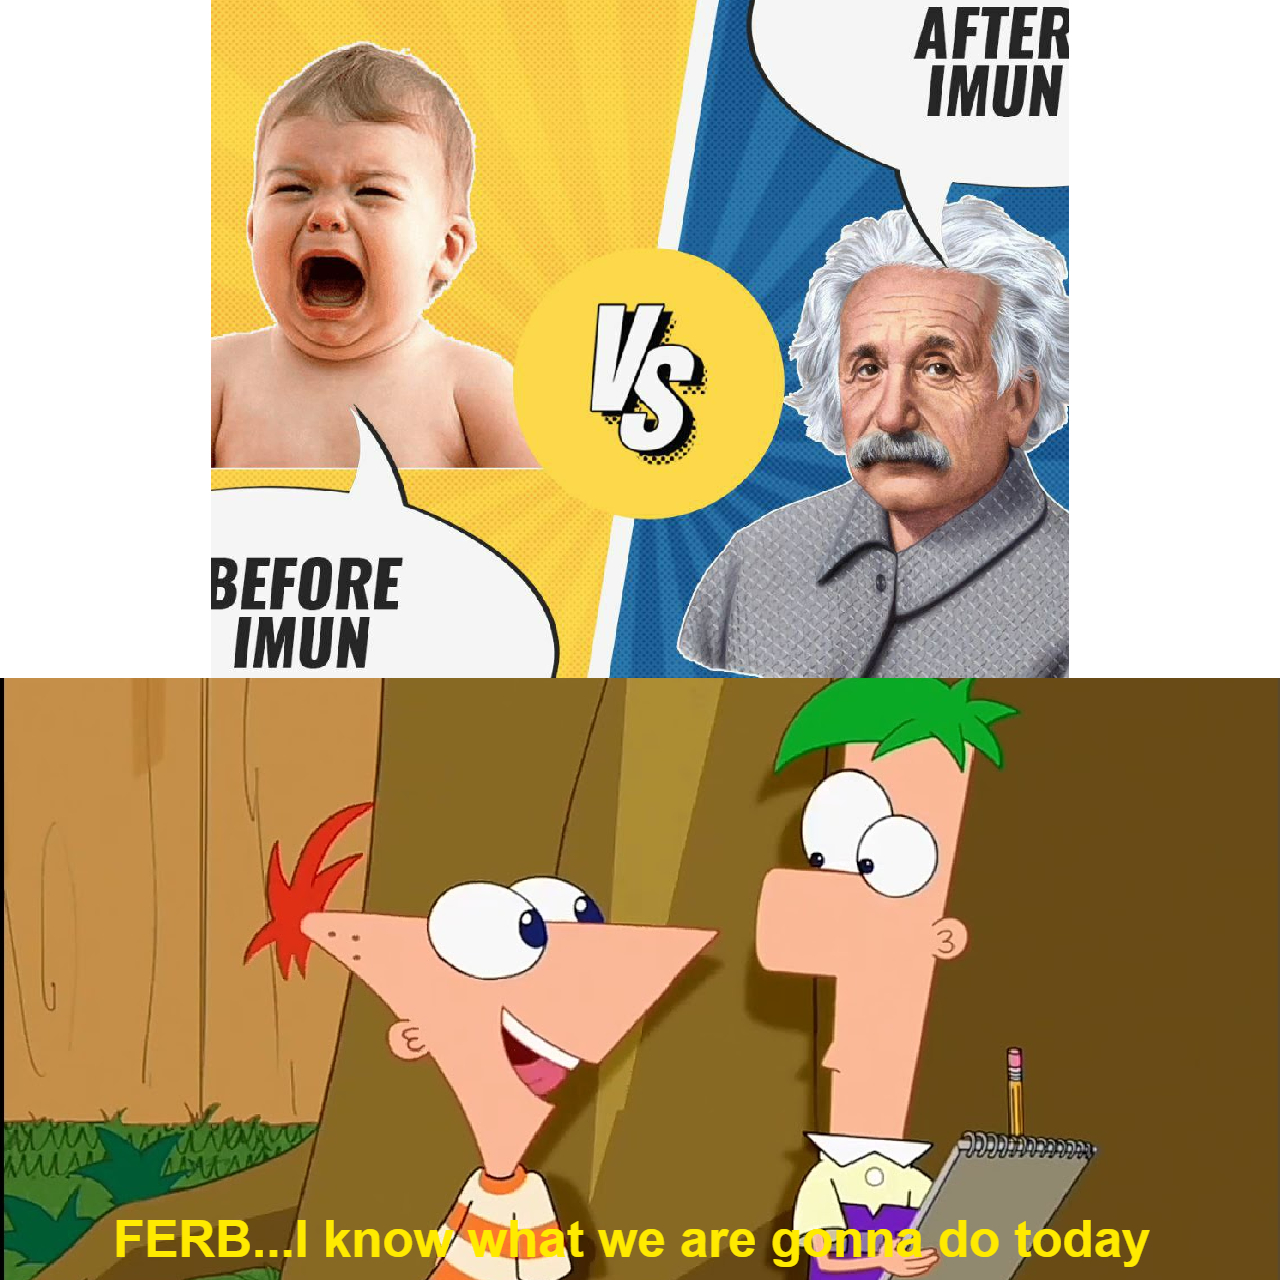 AFTER
IMUN
VS
BEFORE
IMUN
FERB...I know what we are gonna do today